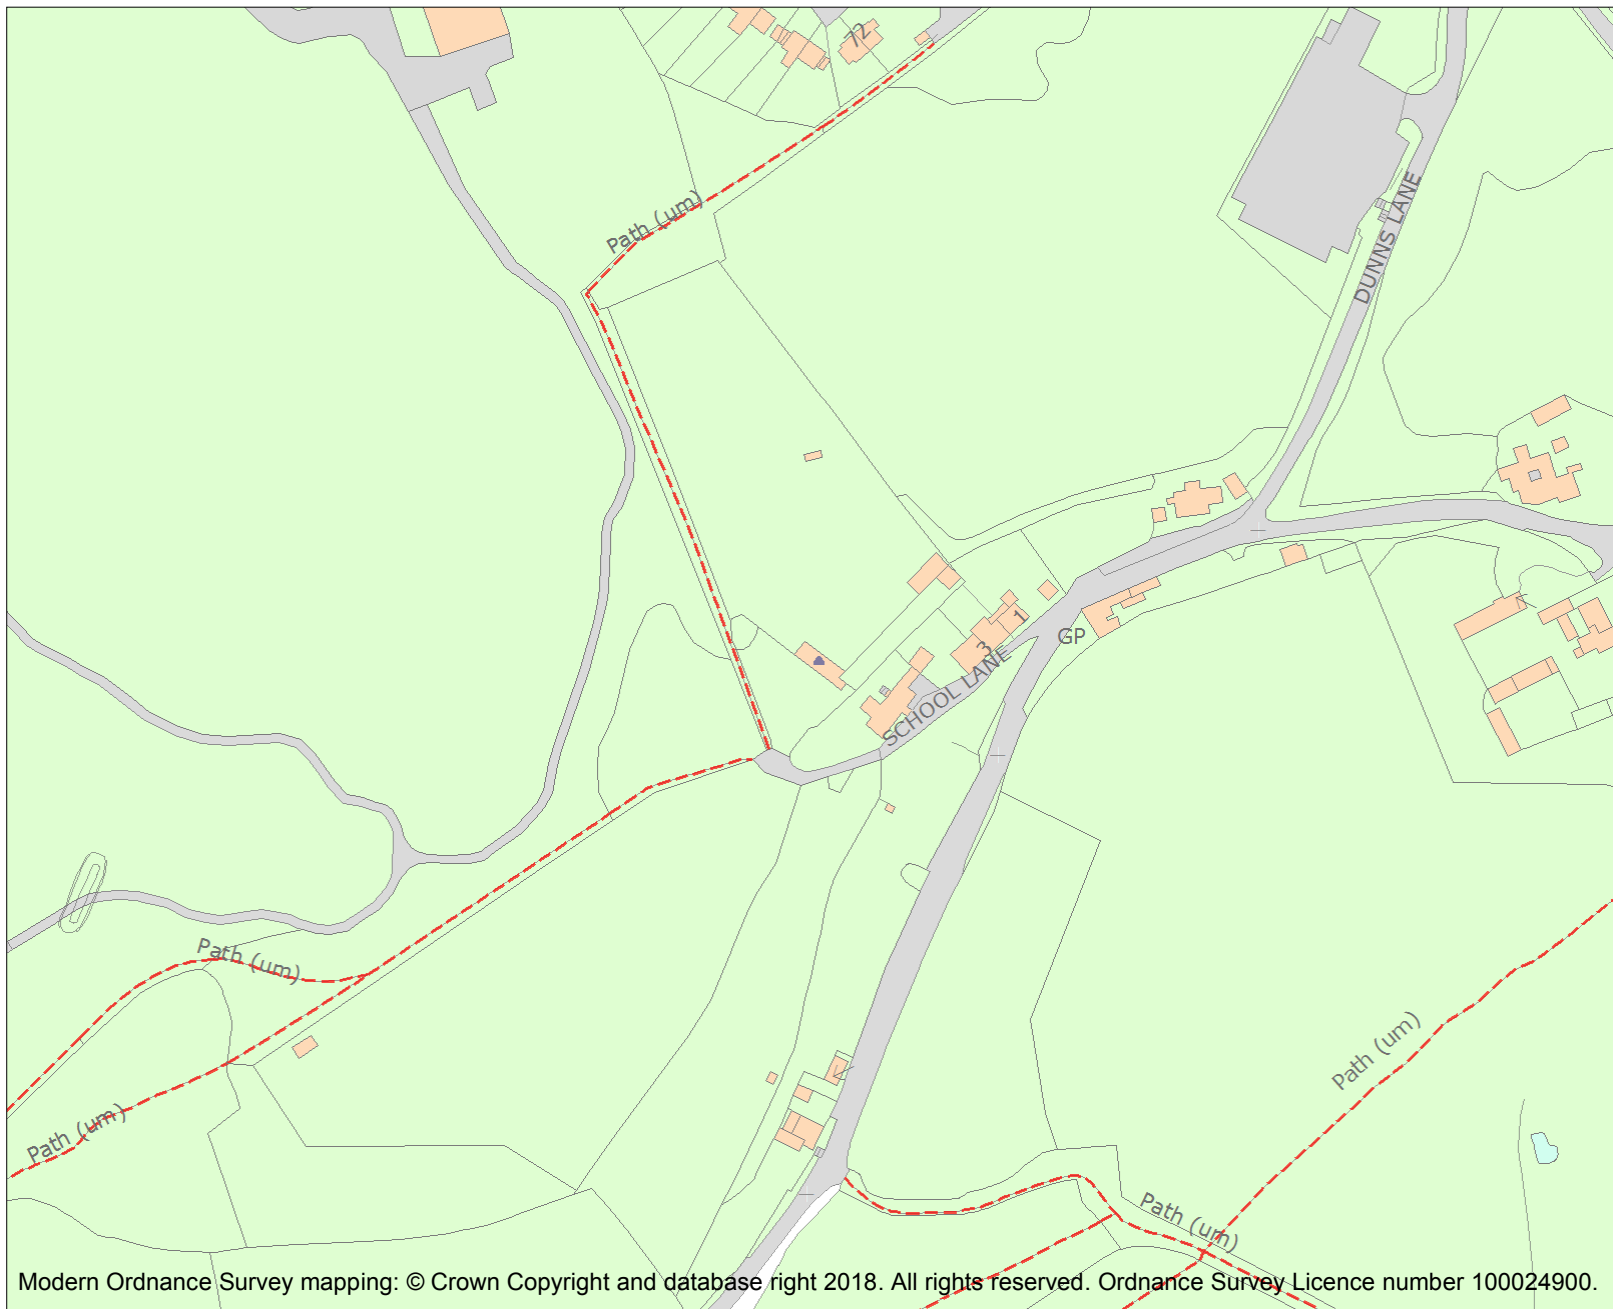 72
Path (um)
DUNNS LANE
1
GP
3
SCHOOL LANE
Path (um)
Path (um)
Path (um)
Path (um)
Modern Ordnance Survey mapping: © Crown Copyright and database right 2018. All rights reserved. Ordnance Survey Licence number 100024900.